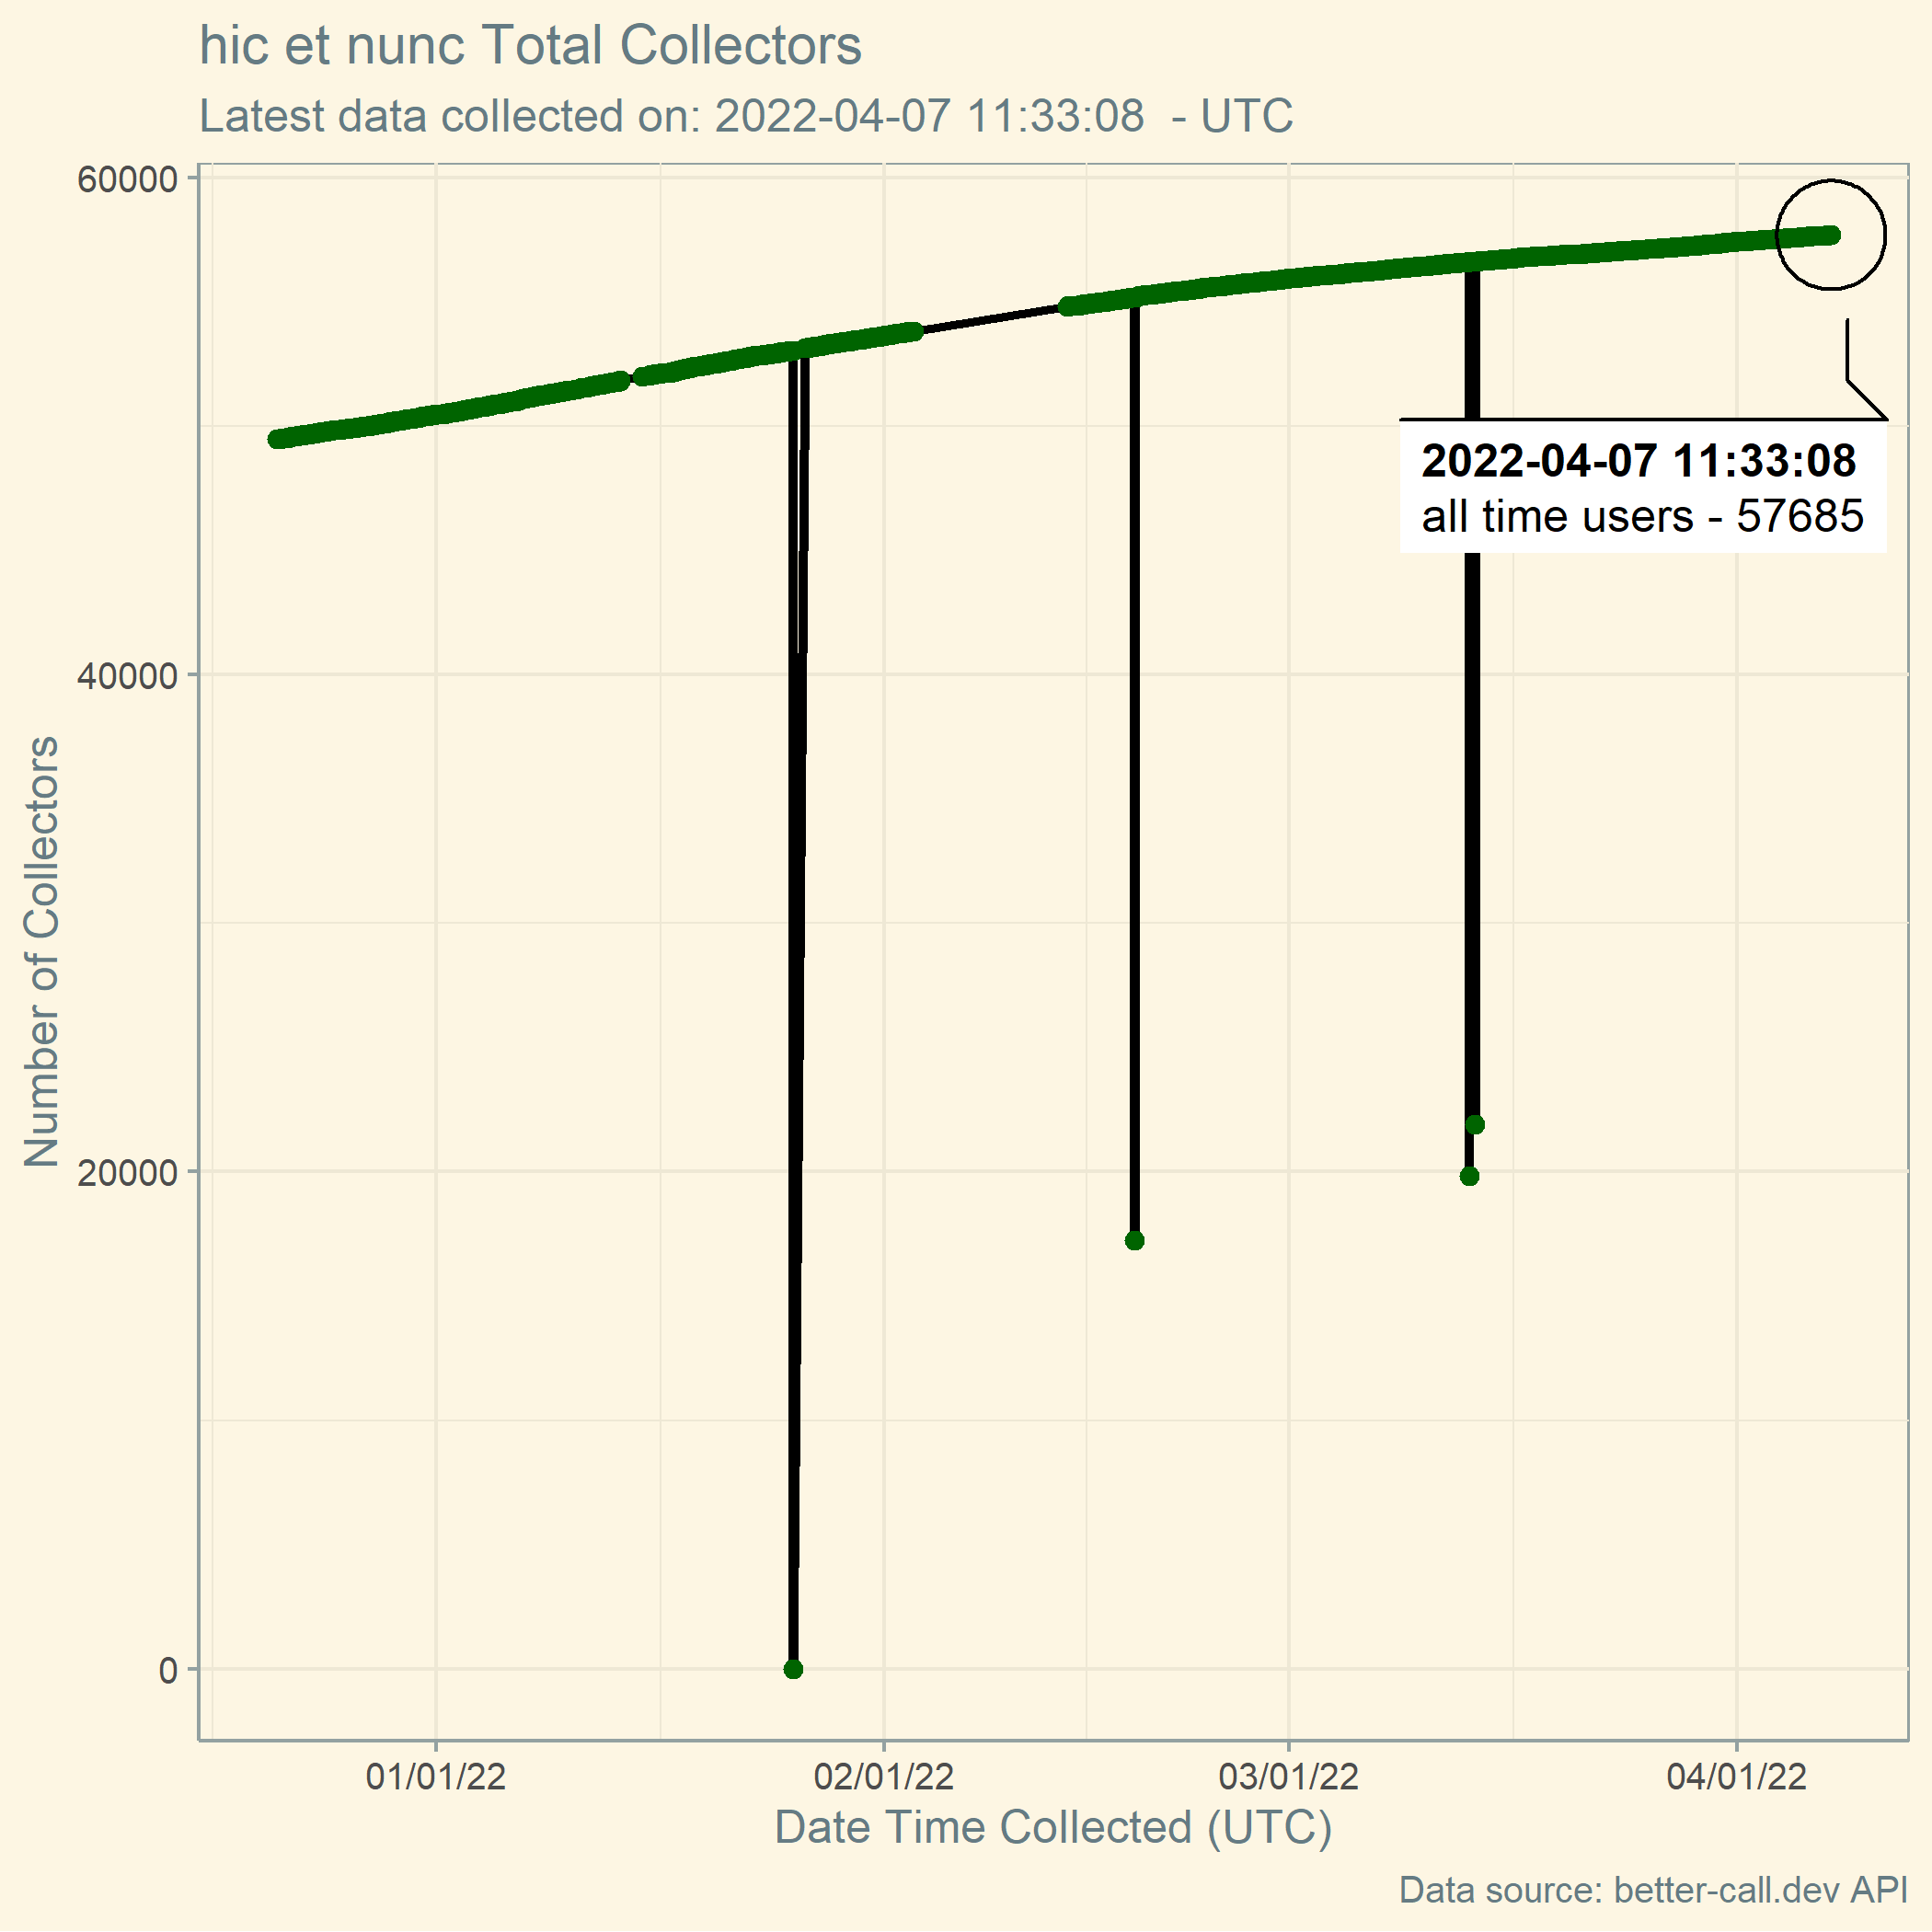 hic et nunc Total Collectors
Latest data collected on: 2022-04-07 11:33:08  - UTC
60000
40000
20000
0
Number of Collectors
2022-04-07 11:33:08
all time users - 57685
01/01/22
02/01/22
03/01/22
04/01/22
Date Time Collected (UTC)
Data source: better-call.dev API